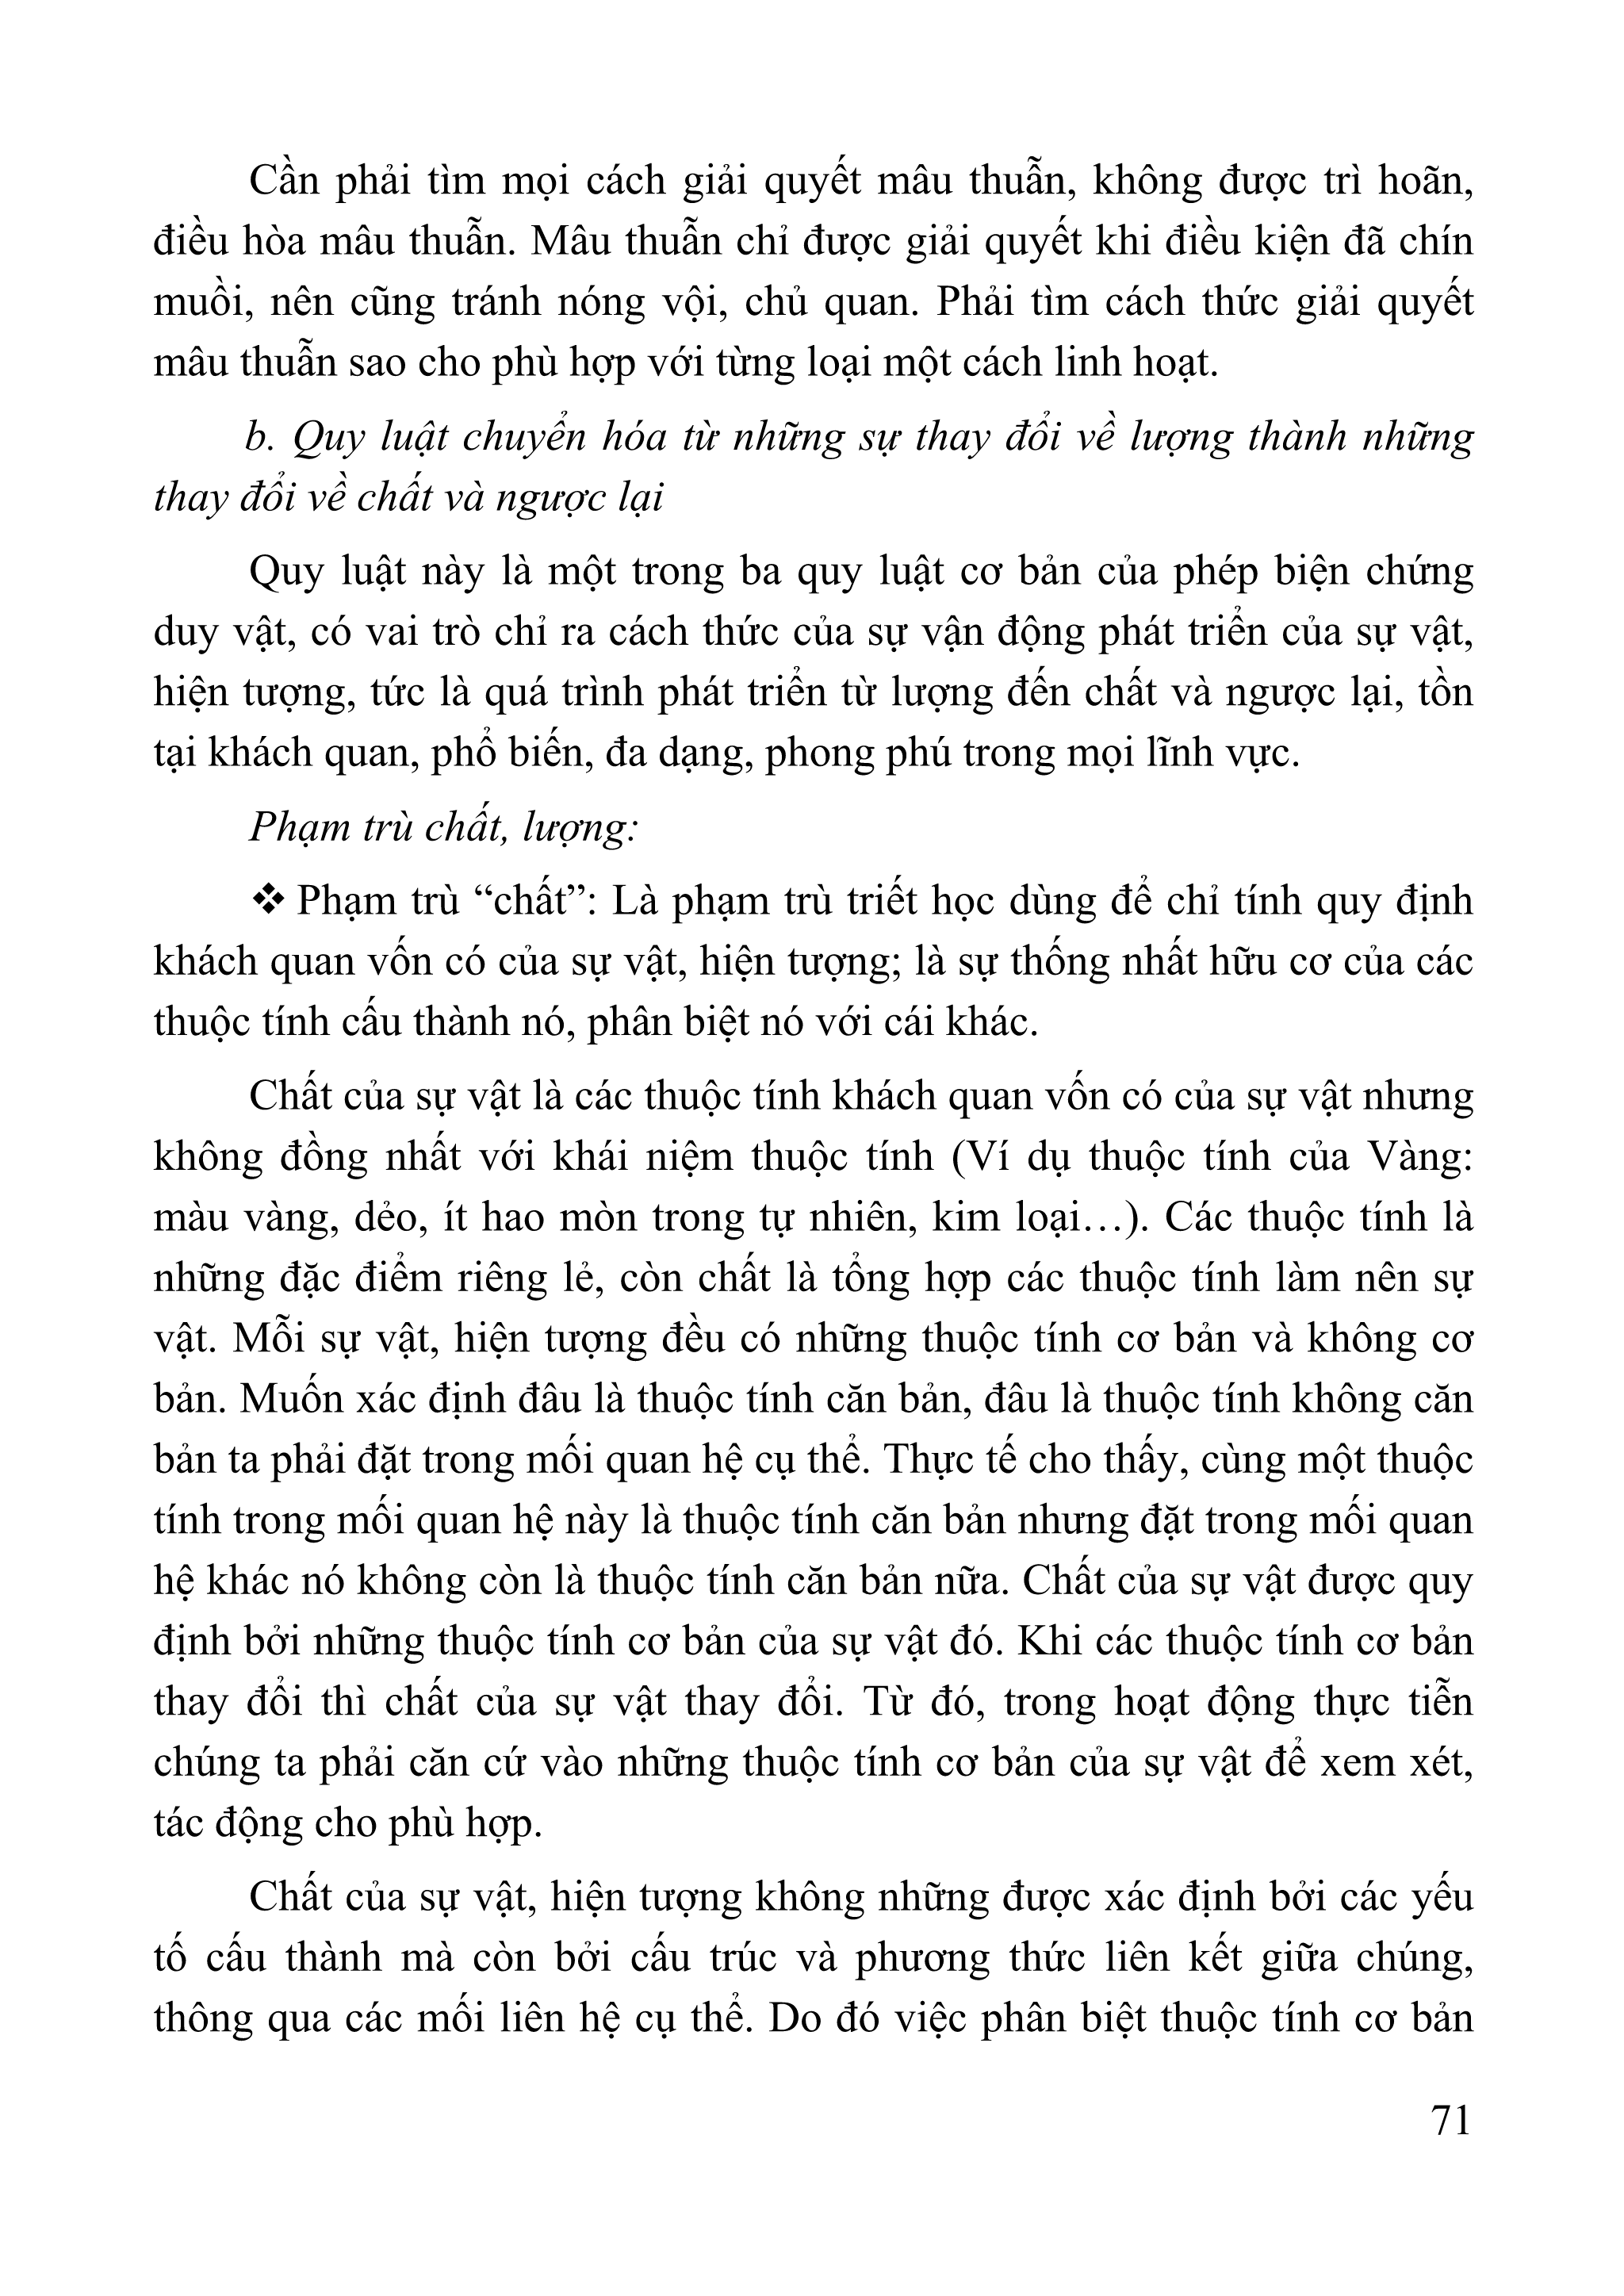 Cần phải tìm mọi cách giải quyết mâu thuẫn, không được trì hoãn,
điều hòa mâu thuẫn. Mâu thuẫn chỉ được giải quyết khi điều kiện đã chín
muồi, nên cũng tránh nóng vội, chủ quan. Phải tìm cách thức giải quyết
mâu thuẫn sao cho phù hợp với từng loại một cách linh hoạt.
b. Quy luật chuyển hóa từ những sự thay đổi về lượng thành những
thay đổi về chất và ngược lại
Quy luật này là một trong ba quy luật cơ bản của phép biện chứng
duy vật, có vai trò chỉ ra cách thức của sự vận động phát triển của sự vật,
hiện tượng, tức là quá trình phát triển từ lượng đến chất và ngược lại, tồn
tại khách quan, phổ biến, đa dạng, phong phú trong mọi lĩnh vực.
Phạm trù chất, lượng:
❖ Phạm trù “chất”: Là phạm trù triết học dùng để chỉ tính quy định
khách quan vốn có của sự vật, hiện tượng; là sự thống nhất hữu cơ của các
thuộc tính cấu thành nó, phân biệt nó với cái khác.
Chất của sự vật là các thuộc tính khách quan vốn có của sự vật nhưng
không đồng nhất với khái niệm thuộc tính (Ví dụ thuộc tính của Vàng:
màu vàng, dẻo, ít hao mòn trong tự nhiên, kim loại…). Các thuộc tính là
những đặc điểm riêng lẻ, còn chất là tổng hợp các thuộc tính làm nên sự
vật. Mỗi sự vật, hiện tượng đều có những thuộc tính cơ bản và không cơ
bản. Muốn xác định đâu là thuộc tính căn bản, đâu là thuộc tính không căn
bản ta phải đặt trong mối quan hệ cụ thể. Thực tế cho thấy, cùng một thuộc
tính trong mối quan hệ này là thuộc tính căn bản nhưng đặt trong mối quan
hệ khác nó không còn là thuộc tính căn bản nữa. Chất của sự vật được quy
định bởi những thuộc tính cơ bản của sự vật đó. Khi các thuộc tính cơ bản
thay đổi thì chất của sự vật thay đổi. Từ đó, trong hoạt động thực tiễn
chúng ta phải căn cứ vào những thuộc tính cơ bản của sự vật để xem xét,
tác động cho phù hợp.
Chất của sự vật, hiện tượng không những được xác định bởi các yếu
tố cấu thành mà còn bởi cấu trúc và phương thức liên kết giữa chúng,
thông qua các mối liên hệ cụ thể. Do đó việc phân biệt thuộc tính cơ bản
71